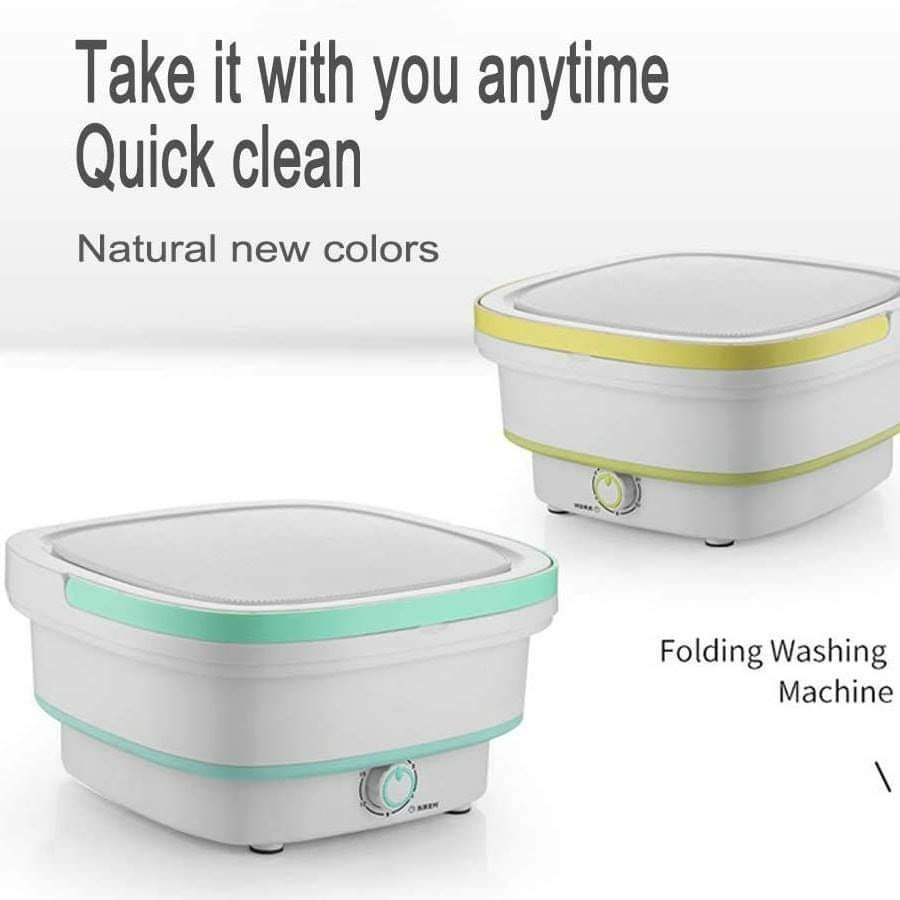 Take it with you anytime
Quick clean
Natural new colors
Folding Washing
Machine